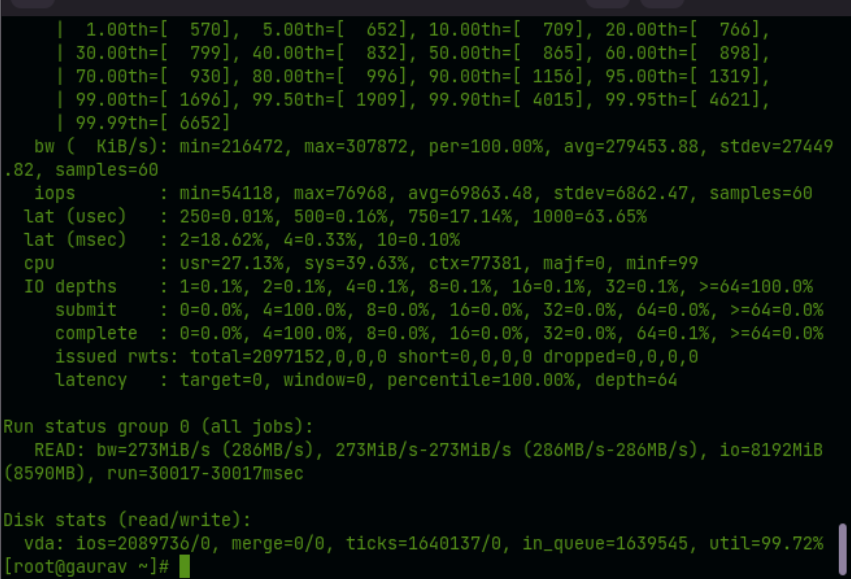 | 1.00th=[ 570], 5.00th=[ 652], 10.00th=[ 709], 20.00th=[ 766],
| 30.00th=[ 799], 40.00th=[ 832], 50.00th=[ 865], 60.00th=[ 898],
| 70.00th=[ 930], 80.00th=[ 996], 90.00th=[ 1156], 95.00th=[ 1319],
| 99.00th=[ 1696], 99.50th=[ 1909], 99.90th=[ 4015], 99.95th=[ 4621],
| 99.99th=[ 6652]
bw ( KiB/s): min=216472, max=307872, per=100.00%, avg=279453.88, stdev=27449
.82, samples=60
iops : min=54118, max=76968, avg=69863.48, stdev=6862.47, samples=60
lat (usec) : 250=0.01%, 500=0.16%, 750=17.14%, 1000=63.65%
lat (msec) : 2=18.62%, 4=0.33%, 10=0.10%
cpu : usr=27.13%, sys=39.63%, ctx=77381, majf=0, minf=99
IO depths : 1=0.1%, 2=0.1%, 4=0.1%, 8=0.1%, 16=0.1%, 32=0.1%, >=64=100.0%
submit : 0=0.0%, 4=100.0%, 8=0.0%, 16=0.0%, 32=0.0%, 64=0.0%, >=64=0.0%
complete : 0=0.0%, 4=100.0%, 8=0.0%, 16=0.0%, 32=0.0%, 64=0.1%, >=64=0.0%
issued rwts: total=2097152,0,0,0 short=0,0,0,0 dropped=0,0,0,0
latency : target=0, window=0, percentile=100.00%, depth=64
Run status group 0 (all jobs):
READ: bw=273MiB/s (286MB/s), 273MiB/s-273MiB/s (286MB/s-286MB/s), io=8192MiB
(8590MB), run=30017-30017msec
Disk stats (read/write):
vda: ios=2089736/0, merge=0/0, ticks=1640137/0, in_queue=1639545, util=99.72%
[root@gaurav ~]#